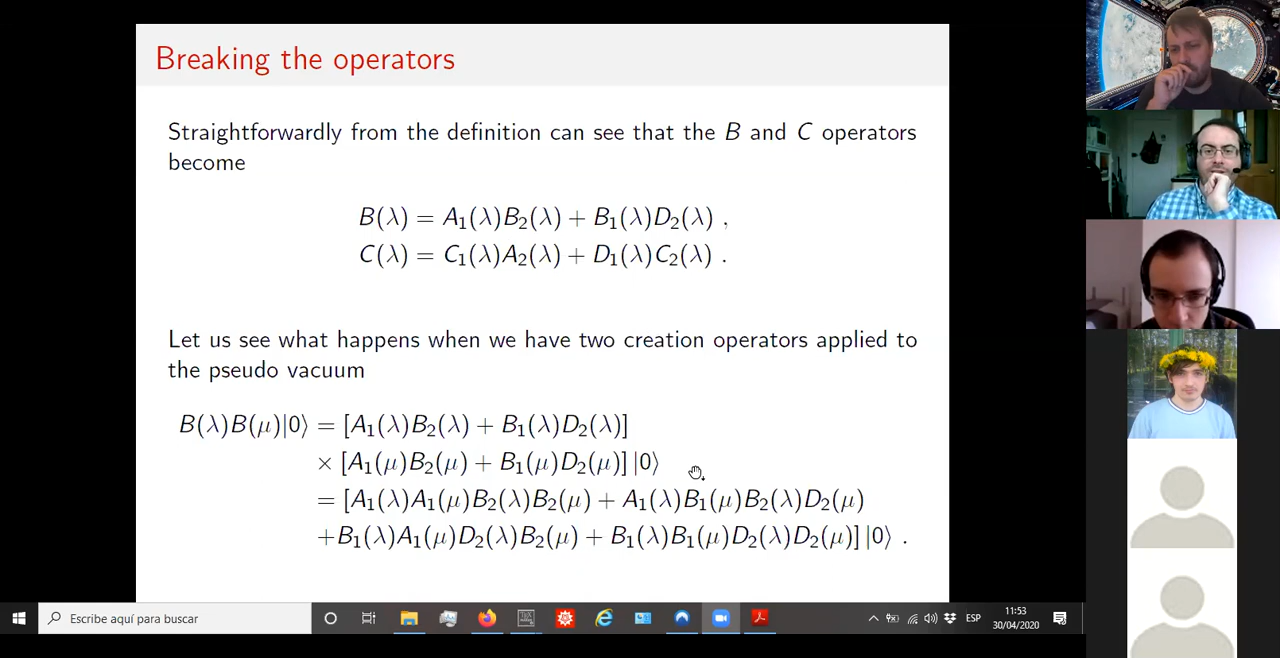 Breaking the operators
Straightforwardly from the definition can see that the B and C operators
become
B(λ) = A₁(λ)B₂(λ) + B₁(λ)D₂(λ) ,
C(λ) = C₁(λ)A₂(λ) + D₁(λ)C₂(λ) .
Let us see what happens when we have two creation operators applied to
the pseudo vacuum
B(λ)B(μ)|0⟩ = [A₁(λ)B₂(λ) + B₁(λ)D₂(λ)]
× [A₁(μ)B₂(μ) + B₁(μ)D₂(μ)] |0⟩
= [A₁(λ)A₁(μ)B₂(λ)B₂(μ) + A₁(λ)B₁(μ)B₂(λ)D₂(μ)
+B₁(λ)A₁(μ)D₂(λ)B₂(μ) + B₁(λ)B₁(μ)D₂(λ)D₂(μ)] |0⟩ .
Escribe aquí para buscar
ESP
11:53
30/04/2020